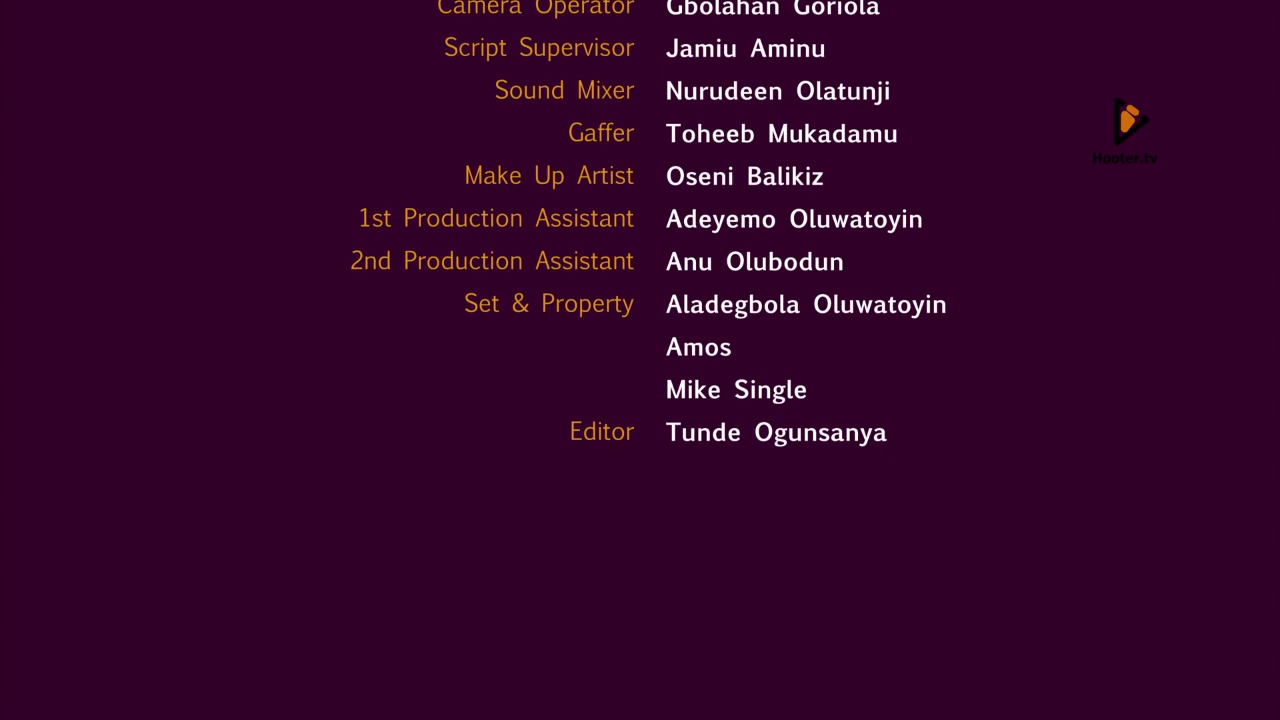 Camera Operator Gbolahan Goriola
Script Supervisor Jamiu Aminu
Sound Mixer Nurudeen Olatunji
Gaffer Toheeb Mukadamu
Make Up Artist Oseni Balikiz
1st Production Assistant Adeyemo Oluwatoyin
2nd Production Assistant Anu Olubodun
Set & Property Aladegbola Oluwatoyin
Amos
Mike Single
Editor Tunde Ogunsanya
Hooter.tv